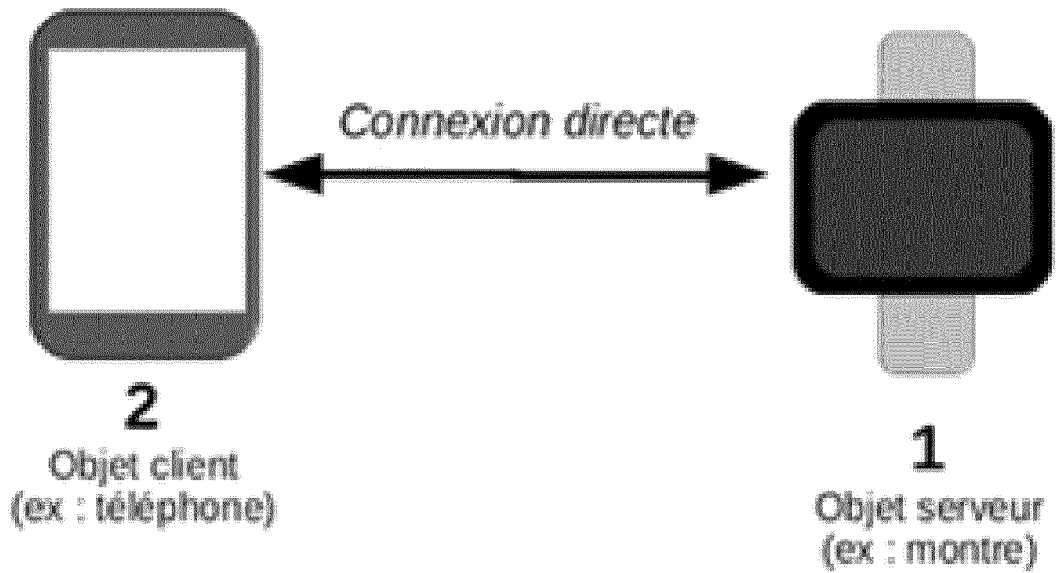 Connexion directe
2
Objet client
(ex : téléphone)
1
Objet serveur
(ex : montre)